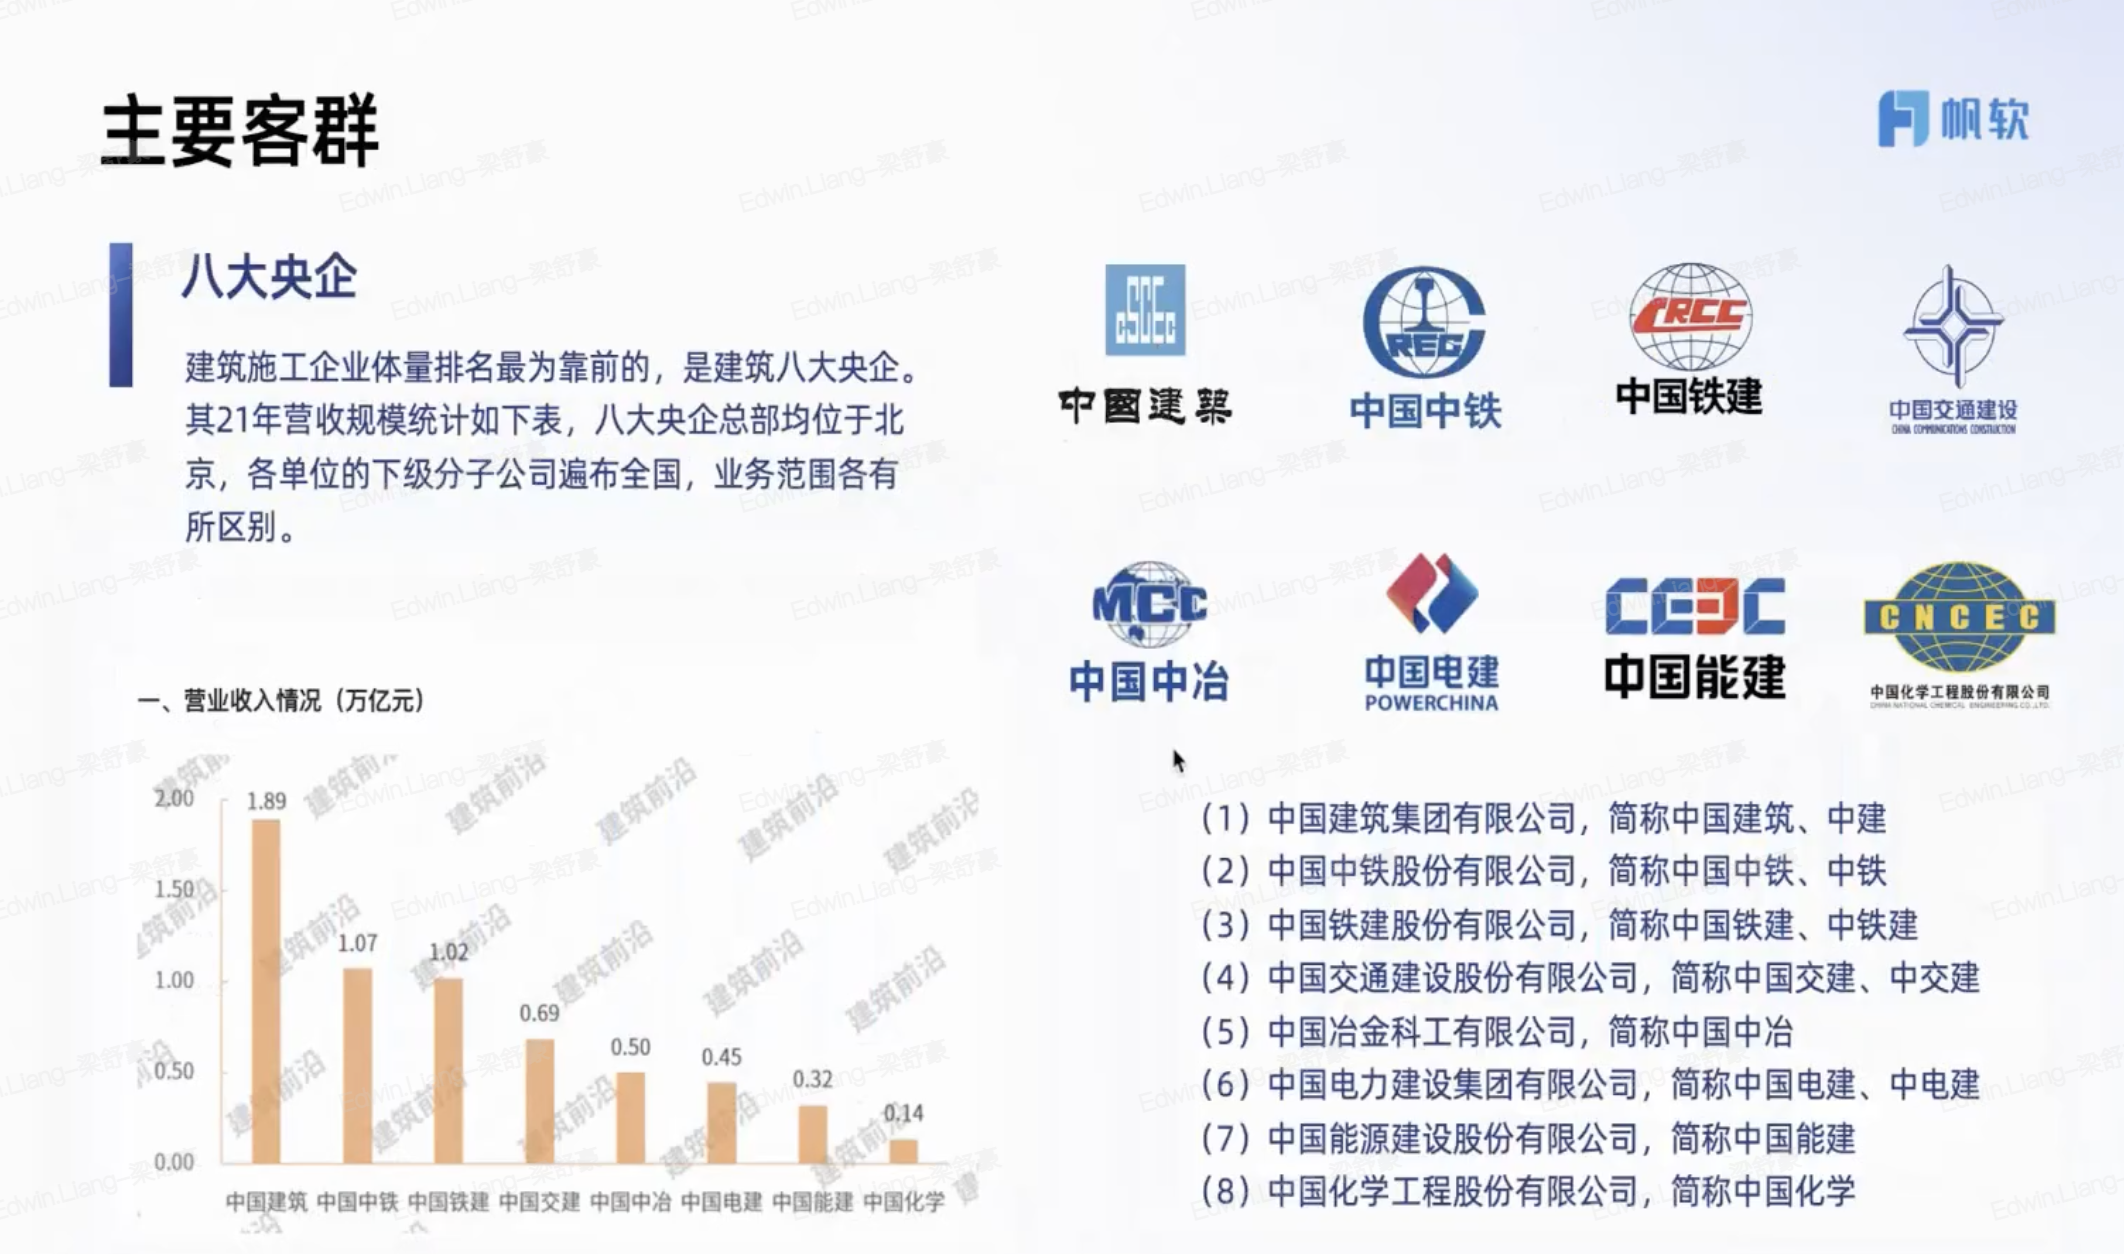 主要客群
帆软
八大央企
建筑施工企业体量排名最为靠前的，是建筑八大央企。
其21年营收规模统计如下表，八大央企总部均位于北
京，各单位的下级分子公司遍布全国，业务范围各有
所区别。
CSCEC
中國建築
CREG
中国中铁
CRCC
中国铁建
中国交通建设
CHINA COMMUNICATIONS CONSTRUCTION
MCC
中国中冶
中国电建
POWERCHINA
CEEC
中国能建
CNCEC
中国化学工程股份有限公司
CHINA NATIONAL CHEMICAL ENGINEERING CO.,LTD.
一、营业收入情况（万亿元）
2.00
1.50
1.00
0.50
0.00
1.89
1.07
1.02
0.69
0.50
0.45
0.32
0.14
中国建筑 中国中铁 中国铁建 中国交建 中国中冶 中国电建 中国能建 中国化学
建筑前沿
（1）中国建筑集团有限公司，简称中国建筑、中建
（2）中国中铁股份有限公司，简称中国中铁、中铁
（3）中国铁建股份有限公司，简称中国铁建、中铁建
（4）中国交通建设股份有限公司，简称中国交建、中交建
（5）中国冶金科工有限公司，简称中国中冶
（6）中国电力建设集团有限公司，简称中国电建、中电建
（7）中国能源建设股份有限公司，简称中国能建
（8）中国化学工程股份有限公司，简称中国化学
Edwin.Liang-梁舒豪